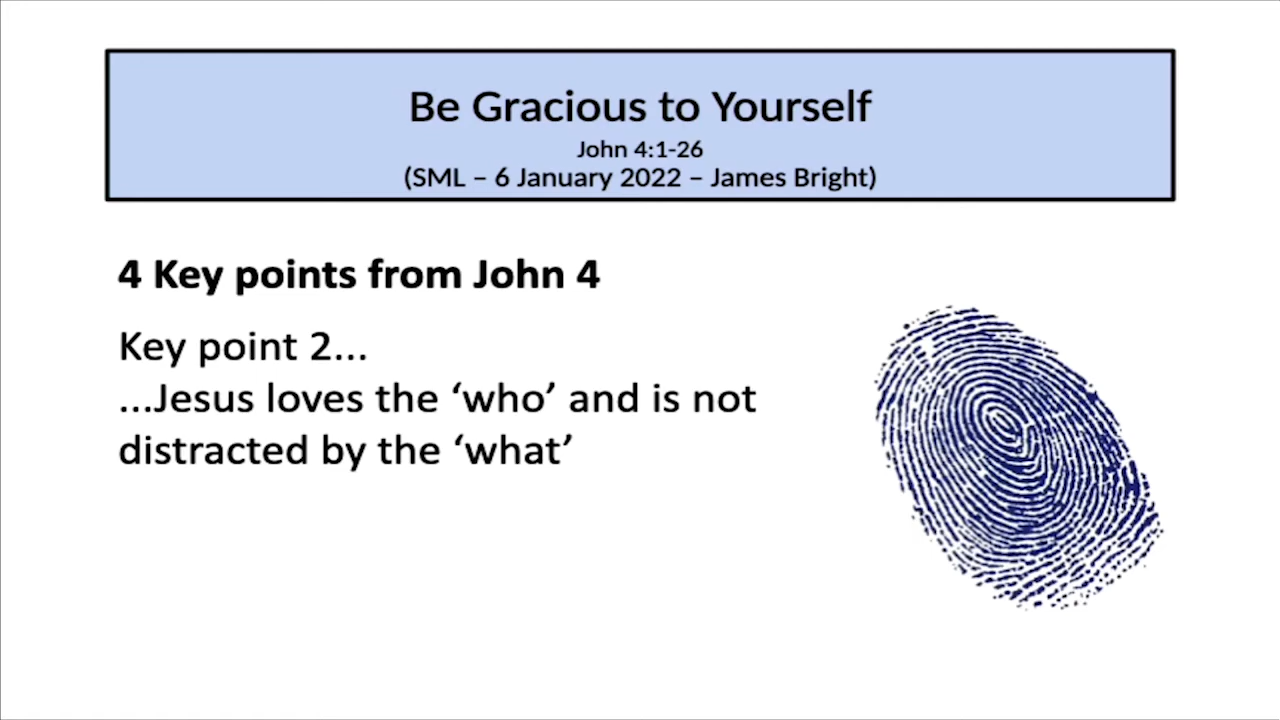 Be Gracious to Yourself
John 4:1-26
(SML – 6 January 2022 – James Bright)
4 Key points from John 4
Key point 2...
...Jesus loves the ‘who’ and is not
distracted by the ‘what’